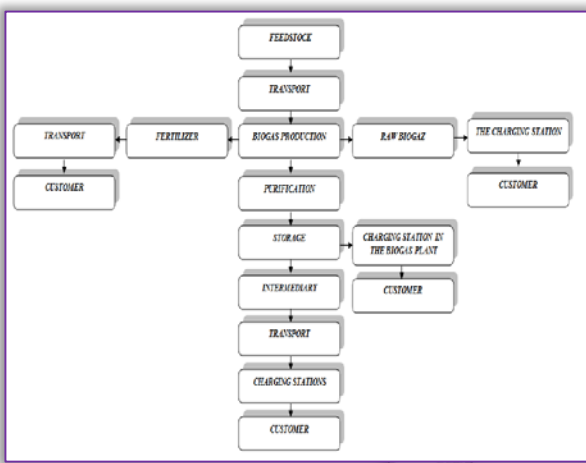 FEEDSTOCK
TRANSPORT
TRANSPORT
FERTILIZER
BIOGAS PRODUCTION
RAW BIOGAZ
THE CHARGING STATION
CUSTOMER
PURIFICATION
CUSTOMER
STORAGE
CHARGING STATION IN
THE BIOGAS PLANT
INTERMEDIARY
CUSTOMER
TRANSPORT
CHARGING STATIONS
CUSTOMER